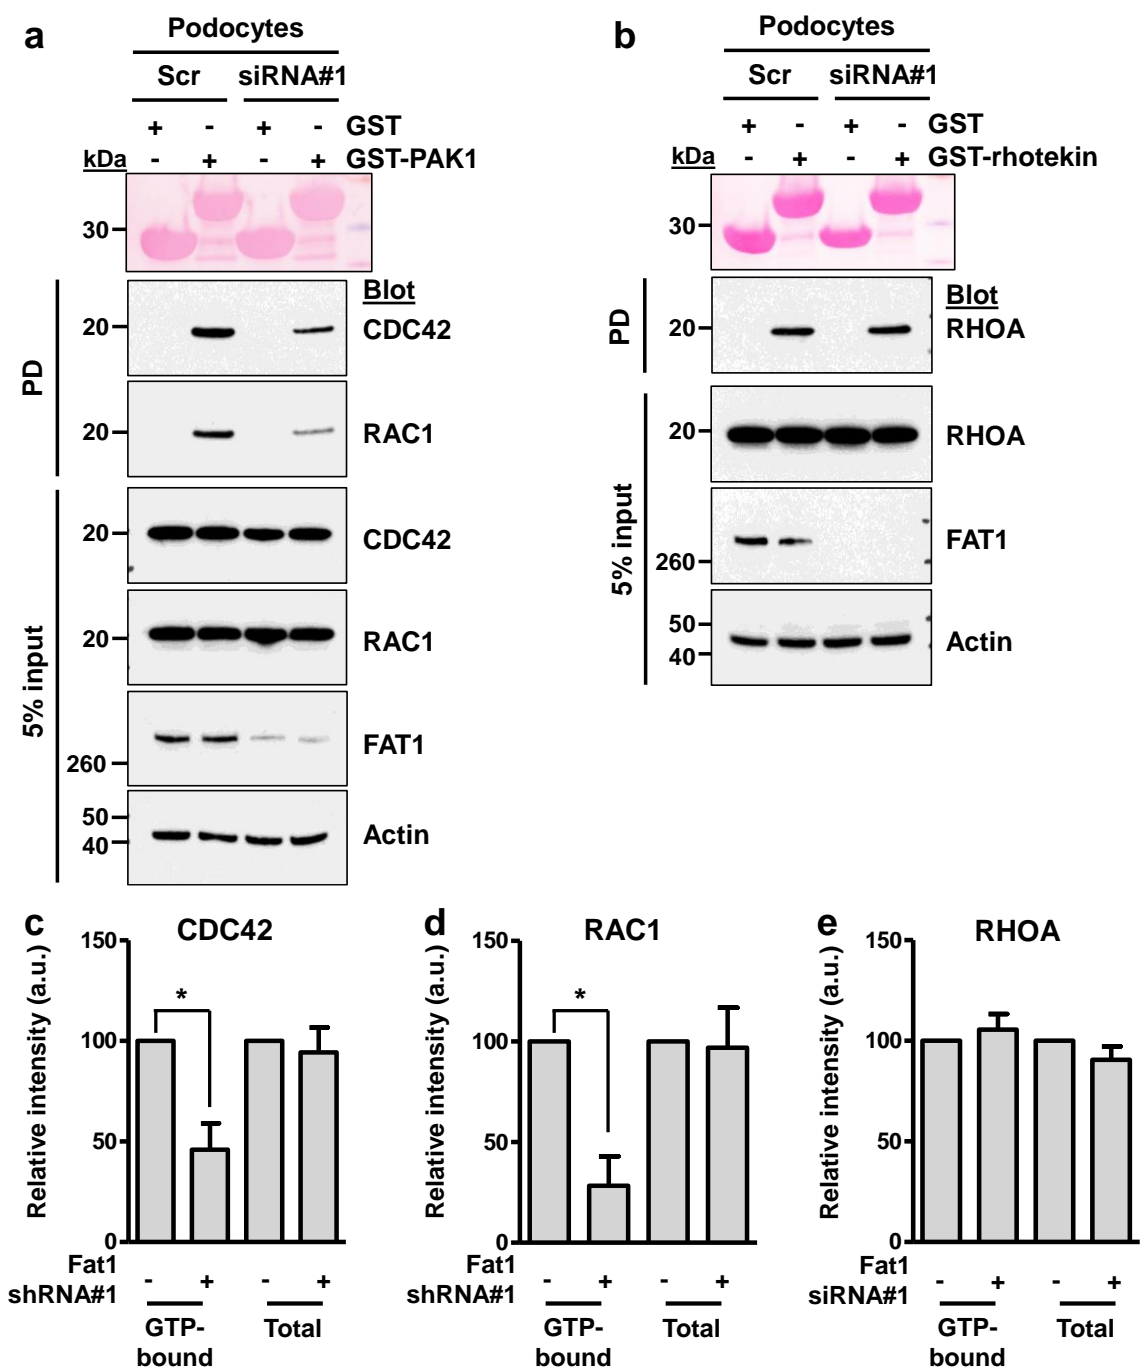 a
Podocytes
Scr siRNA#1
+ - + - GST
kDa - + - + GST-PAK1
30
Blot
PD
20 CDC42
20 RAC1
5% input
20 CDC42
20 RAC1
260 FAT1
50
40 Actin
b
Podocytes
Scr siRNA#1
+ - + - GST
kDa - + - + GST-rhotekin
30
Blot
PD
20 RHOA
5% input
20 RHOA
260 FAT1
50
40 Actin
c
CDC42
Relative intensity (a.u.)
150
100
50
0
*
Fat1
shRNA#1 - + - +
GTP-
bound
Total
d
RAC1
Relative intensity (a.u.)
150
100
50
0
*
Fat1
shRNA#1 - + - +
GTP-
bound
Total
e
RHOA
Relative intensity (a.u.)
150
100
50
0
Fat1
siRNA#1 - + - +
GTP-
bound
Total